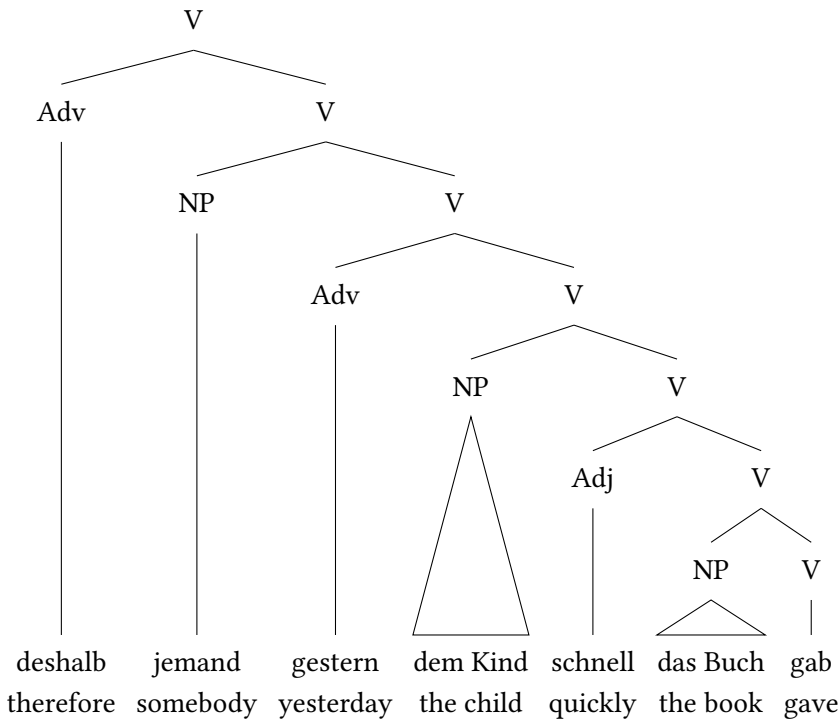 V
Adv V
NP V
Adv V
NP V
Adj V
NP V
deshalb jemand gestern dem Kind schnell das Buch gab
therefore somebody yesterday the child quickly the book gave